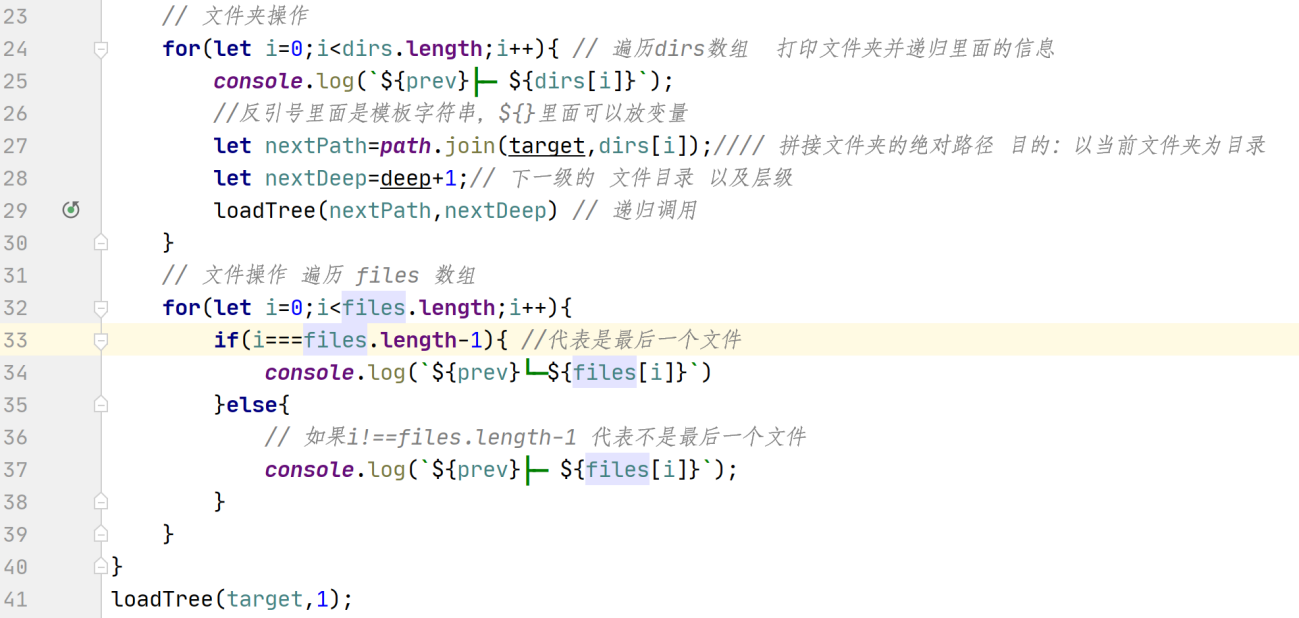 23 // 文件夹操作
24 for(let i=0;i<dirs.length;i++){ // 遍历dirs数组  打印文件夹并递归里面的信息
25 console.log(`${prev}├─ ${dirs[i]}`);
26 //反引号里面是模板字符串，${}里面可以放变量
27 let nextPath=path.join(target,dirs[i]);//// 拼接文件夹的绝对路径 目的：以当前文件夹为目录
28 let nextDeep=deep+1;// 下一级的 文件目录 以及层级
29 loadTree(nextPath,nextDeep) // 递归调用
30 }
31 // 文件操作 遍历 files 数组
32 for(let i=0;i<files.length;i++){
33 if(i===files.length-1){ //代表是最后一个文件
34 console.log(`${prev}└─${files[i]}`)
35 }else{
36 // 如果i!==files.length-1 代表不是最后一个文件
37 console.log(`${prev}├─ ${files[i]}`);
38 }
39 }
40 }
41 loadTree(target,1);